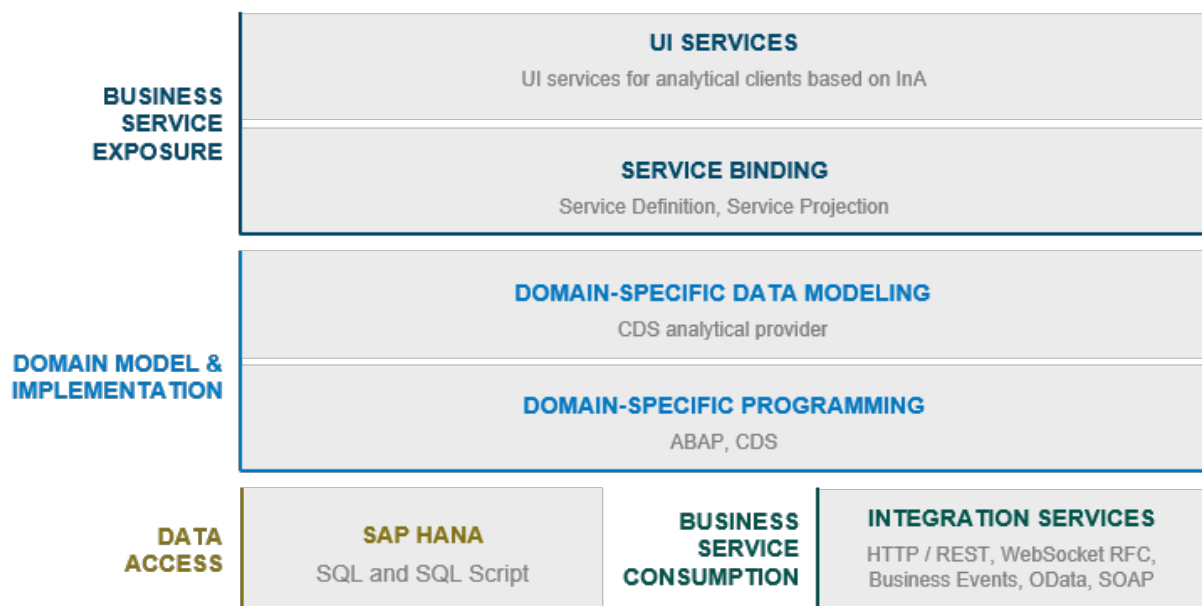 UI SERVICES
UI services for analytical clients based on InA
BUSINESS
SERVICE
EXPOSURE
SERVICE BINDING
Service Definition, Service Projection
DOMAIN-SPECIFIC DATA MODELING
CDS analytical provider
DOMAIN MODEL &
IMPLEMENTATION
DOMAIN-SPECIFIC PROGRAMMING
ABAP, CDS
DATA
ACCESS
SAP HANA
SQL and SQL Script
BUSINESS
SERVICE
CONSUMPTION
INTEGRATION SERVICES
HTTP / REST, WebSocket RFC,
Business Events, OData, SOAP